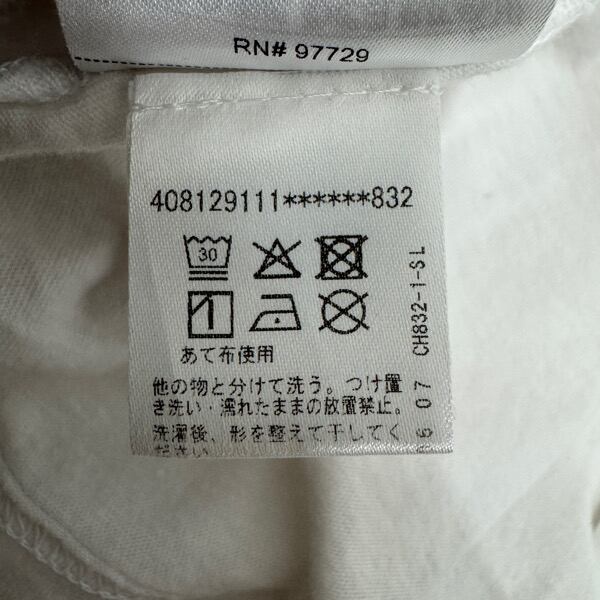 RN# 97729
408129111******832
30
あて布使用
他の物と分けて洗う。つけ置
き洗い・濡れたままの放置禁止。
洗濯後、形を整えて干してく
ださい
CH832-1-SL
07